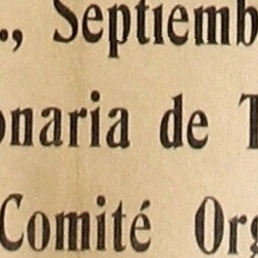 ., Septiemb
onaria de T
Comité Org